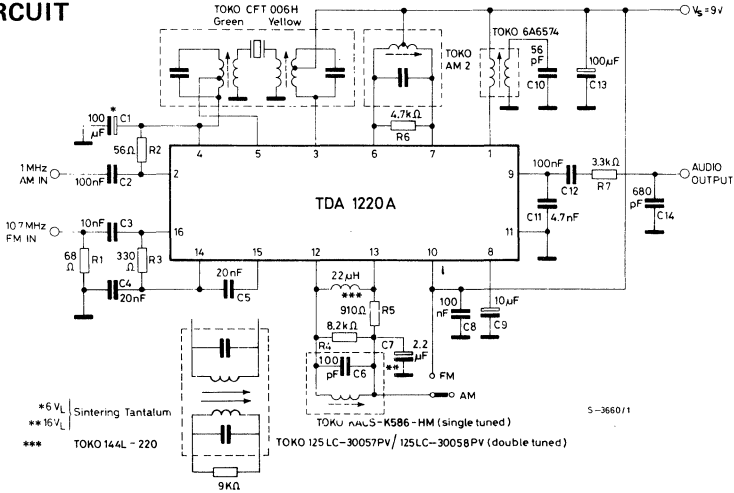 RCUIT
TOKO CFT 006H
Green Yellow
Vs = 9v
TOKO 6A6574
TOKO
AM 2
56
pF
C10
100µF
C13
100
µF
*
C1
4.7kΩ
R6
56Ω
R2
4
5
3
6
7
1
1MHz
AM IN
100nF
C2
2
TDA 1220A
9
100nF
C12
3.3kΩ
R7
AUDIO
OUTPUT
680
pF
C14
C11
4.7nF
11
10 7MHz
FM IN
10nF
C3
16
68
Ω
R1
330
Ω
R3
C4
20nF
14
15
20nF
C5
12
13
10
8
22µH
***
910Ω
R5
8.2kΩ
R4
C7
2.2
µF
**
100
pF
C6
100
nF
C8
10µF
C9
FM
AM
S-3660/1
*6VL
**16VL
Sintering Tantalum
*** TOKO 144L-220
-K586-HM (single tuned)
TOKO 125LC-30057PV/125LC-30058PV (double tuned)
9KΩ